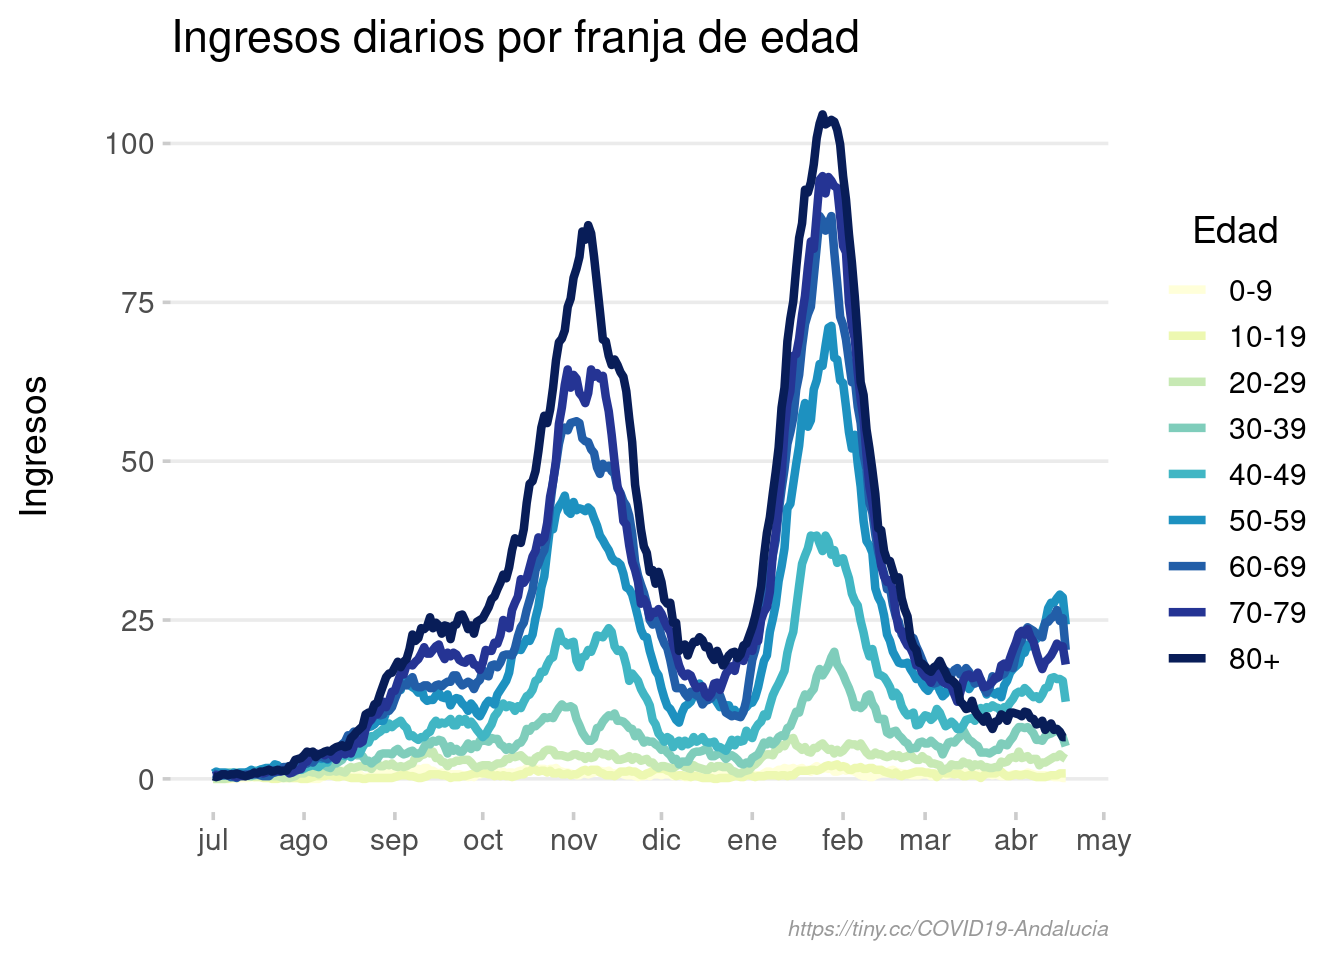 Ingresos diarios por franja de edad
Ingresos
100
75
50
25
0
jul ago sep oct nov dic ene feb mar abr may
Edad
0-9
10-19
20-29
30-39
40-49
50-59
60-69
70-79
80+
https://tiny.cc/COVID19-Andalucia